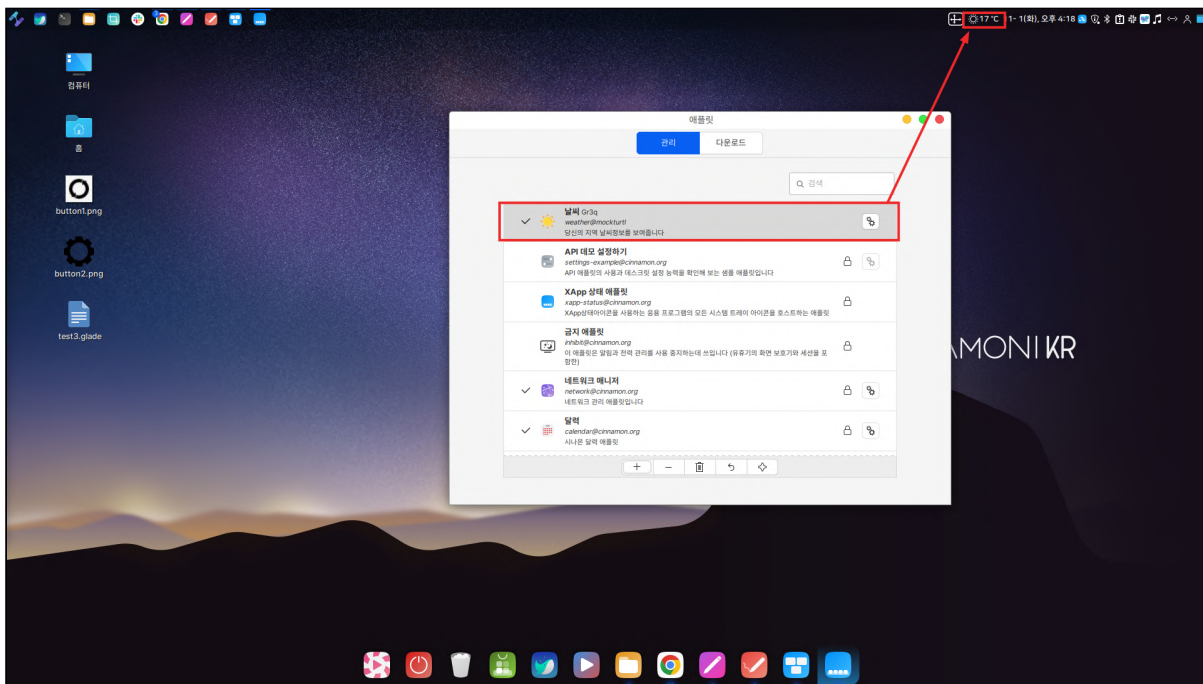 17 °C
1- 1(화), 오후 4:18
컴퓨터
홈
button1.png
button2.png
test3.glade
애플릿
관리
다운로드
검색
날씨 Gr3q
weather@mockturtl
당신의 지역 날씨정보를 보여줍니다
API 데모 설정하기
settings-example@cinnamon.org
API 애플릿의 사용과 데스크릿 설정 능력을 확인해 보는 샘플 애플릿입니다
XApp 상태 애플릿
xapp-status@cinnamon.org
XApp상태아이콘을 사용하는 응용 프로그램의 모든 시스템 트레이 아이콘을 호스트하는 애플릿
금지 애플릿
inhibit@cinnamon.org
이 애플릿은 알림과 전력 관리를 사용 중지하는데 쓰입니다 (유휴기의 화면 보호기와 세션을 포
함한)
네트워크 매니저
network@cinnamon.org
네트워크 관리 애플릿입니다
달력
calendar@cinnamon.org
시나몬 달력 애플릿
AMONIKR